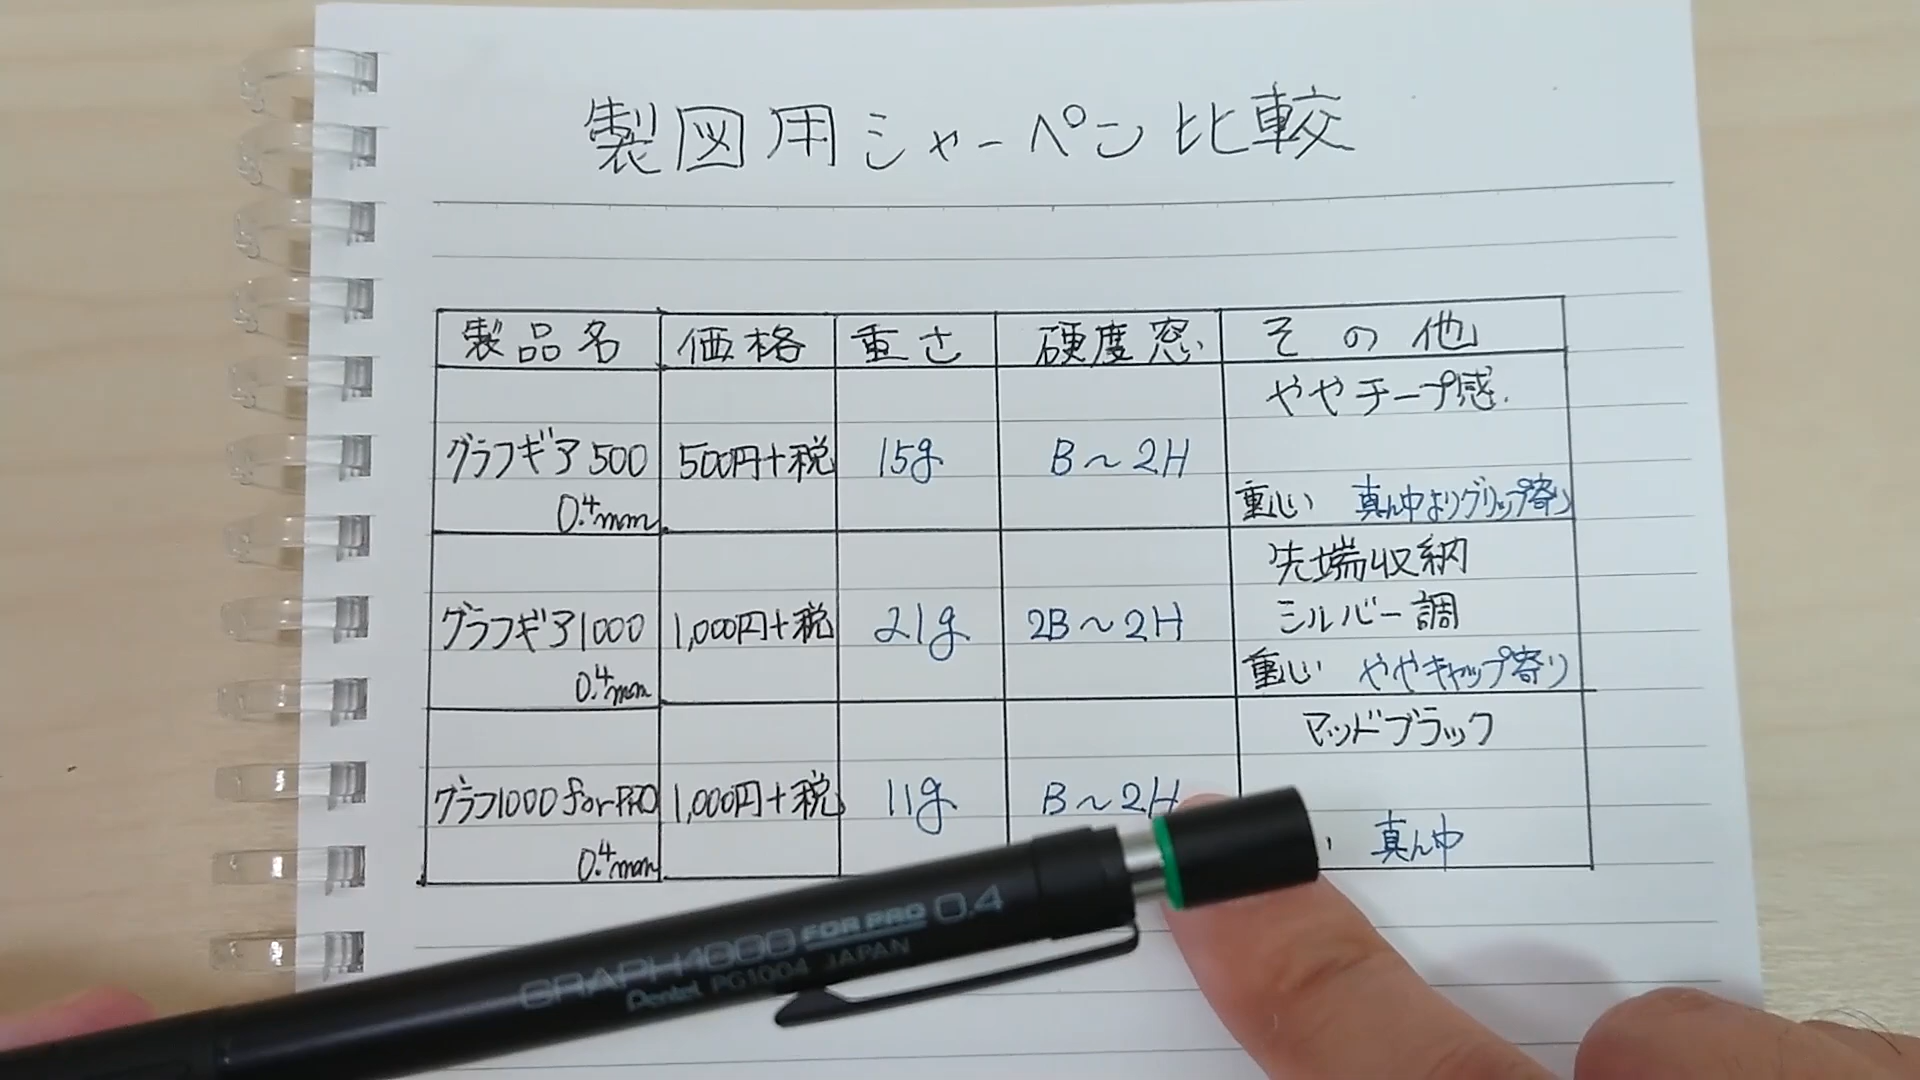 製図用シャーペン比較
製品名 価格 重さ 硬度窓 その他
ややチープ感.
グラフギア500 500円+税 15g B～2H
0.4mm 重心 真ん中よりグリップ寄り
先端収納
シルバー調
グラフギア1000 1,000円+税 21g 2B～2H
0.4mm 重心 ややキャップ寄り
マッドブラック
グラフ1000 for PRO 1,000円+税 11g B～2H
0.4mm 真ん中
GRAPH1000 FOR PRO 0.4
Pentel PG1004 JAPAN